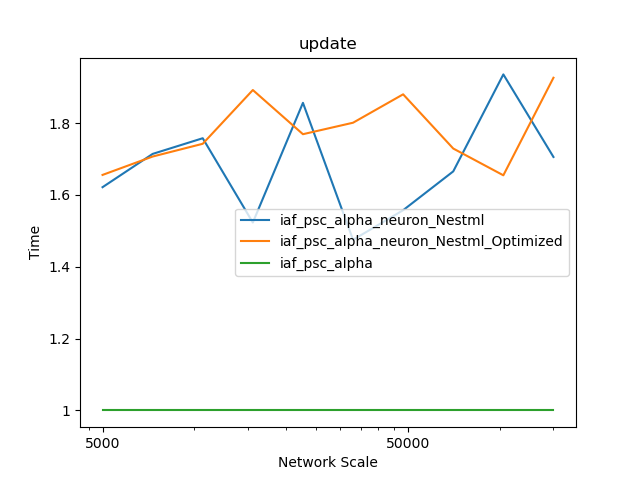 update
Time
1.8
1.6
1.4
1.2
1
iaf_psc_alpha_neuron_Nestml
iaf_psc_alpha_neuron_Nestml_Optimized
iaf_psc_alpha
5000
50000
Network Scale